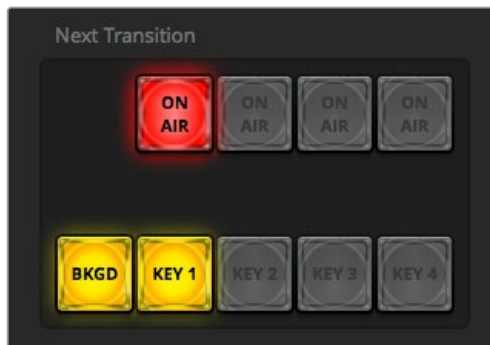 Next Transition
ON AIR ON AIR ON AIR ON AIR
BKGD KEY 1 KEY 2 KEY 3 KEY 4